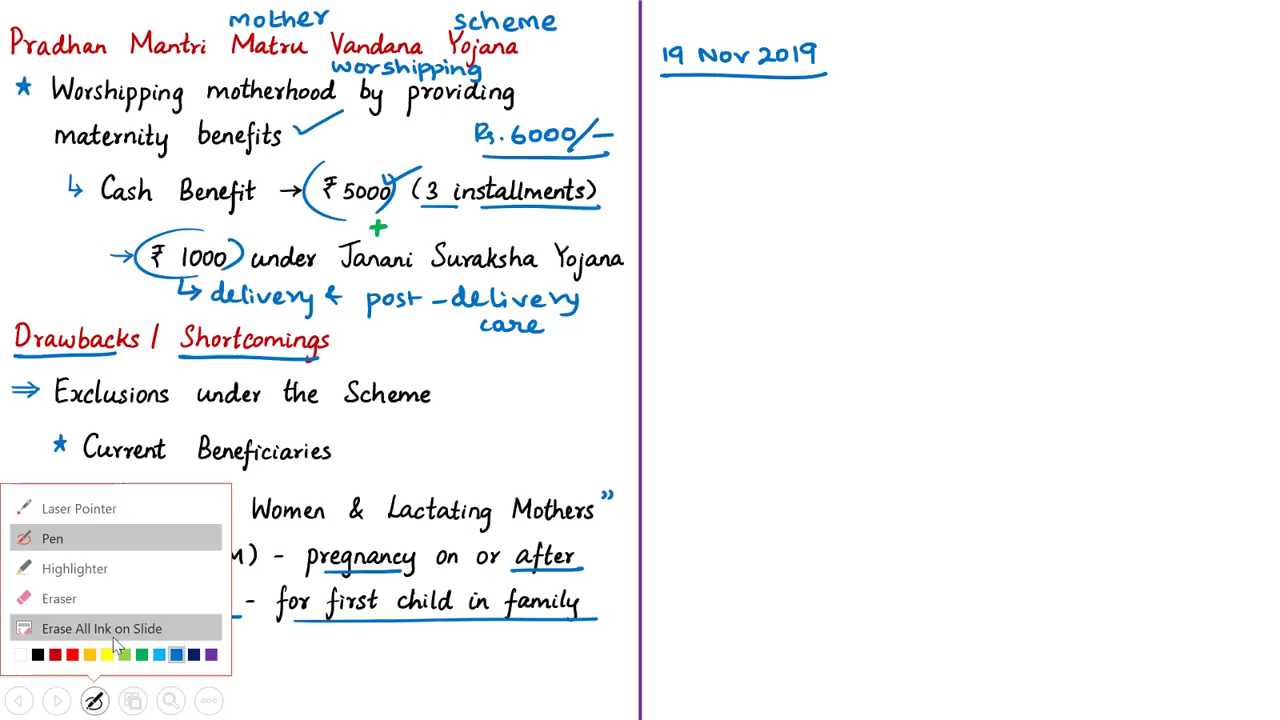 mother scheme
Pradhan Mantri Matru Vandana Yojana
worshipping
* Worshipping motherhood by providing
maternity benefits
Rs. 6000/-
↳ Cash Benefit → ₹ 5000 (3 installments)
+
→ ₹ 1000 under Janani Suraksha Yojana
↳ delivery & post - delivery
care
Drawbacks / Shortcomings
⇒ Exclusions under the Scheme
* Current Beneficiaries
Women & Lactating Mothers”
M) - pregnancy on or after
- for first child in family
Laser Pointer
Pen
Highlighter
Eraser
Erase All Ink on Slide
19 Nov 2019